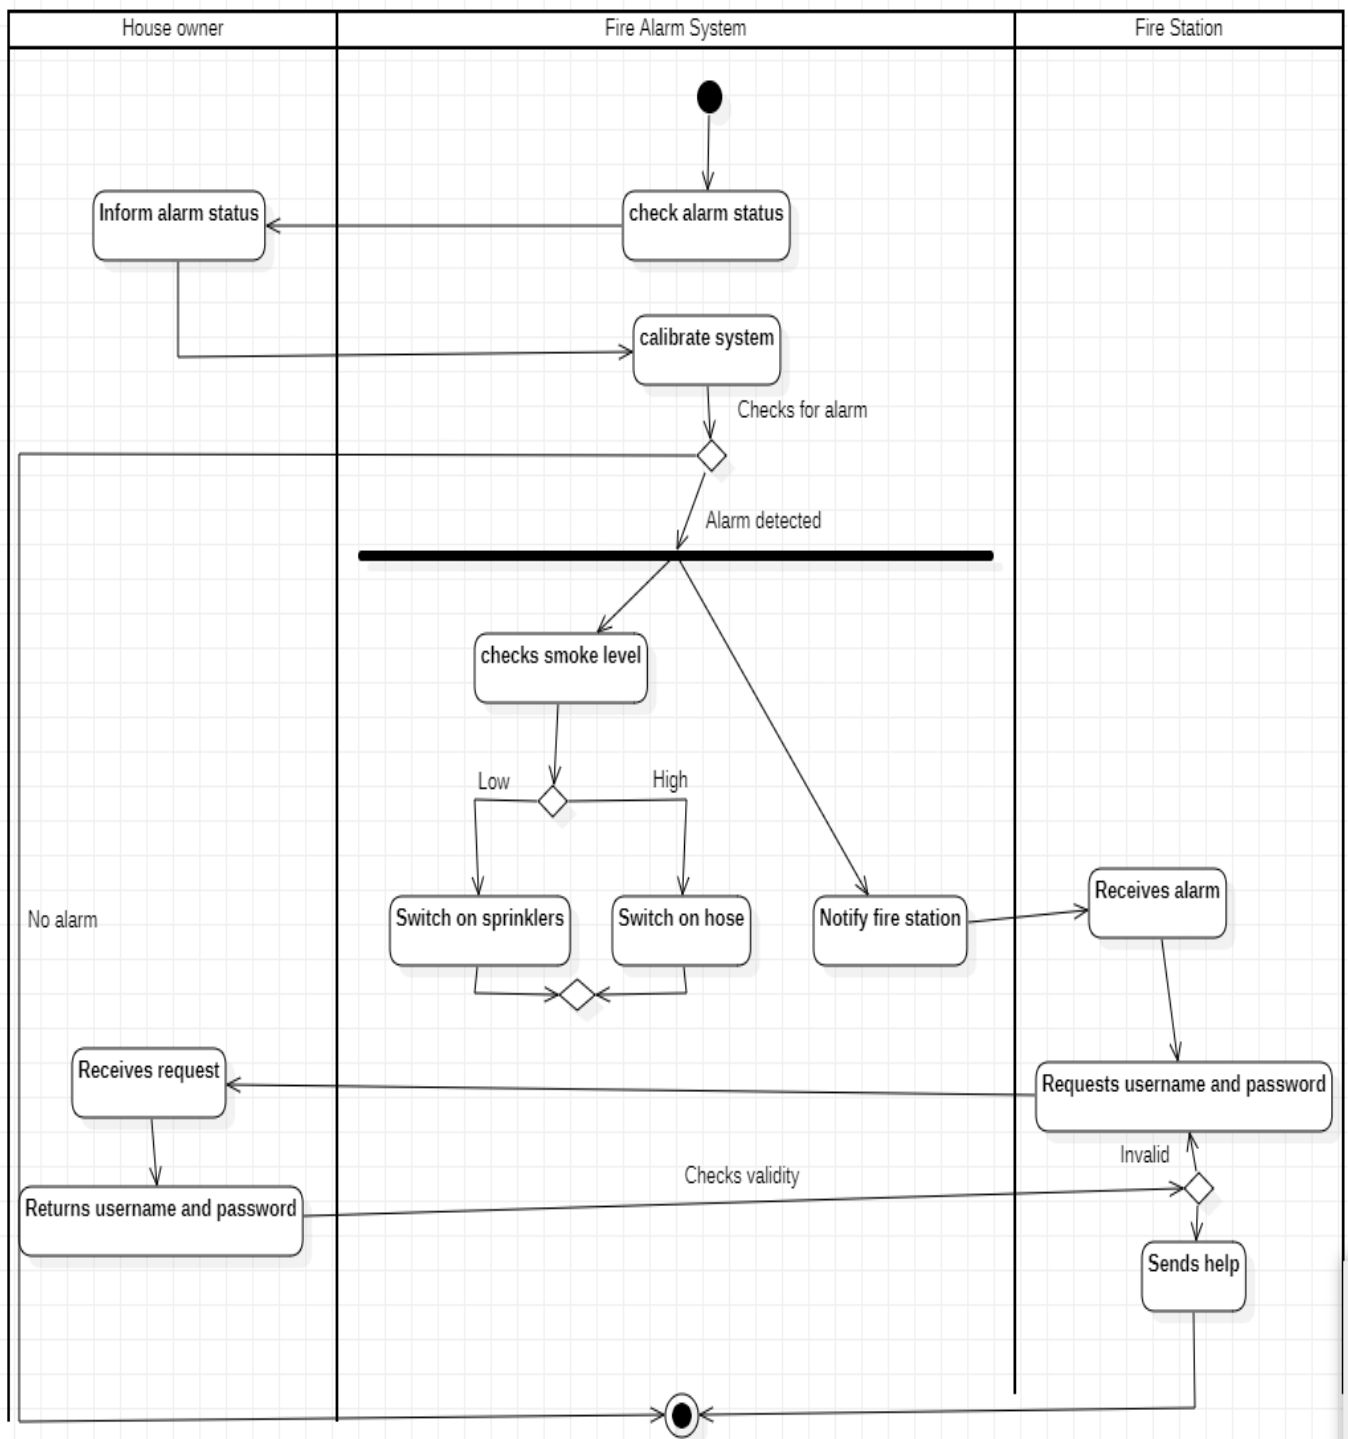 House owner
Fire Alarm System
Fire Station
Inform alarm status
check alarm status
calibrate system
Checks for alarm
Alarm detected
checks smoke level
Low
High
Switch on sprinklers
Switch on hose
Notify fire station
Receives alarm
No alarm
Receives request
Requests username and password
Invalid
Checks validity
Returns username and password
Sends help